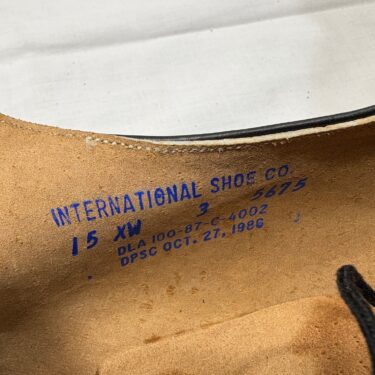 INTERNATIONAL SHOE CO.
15 XW 3 5675
DLA 100-87-C-4002
DPSC OCT. 27, 1986